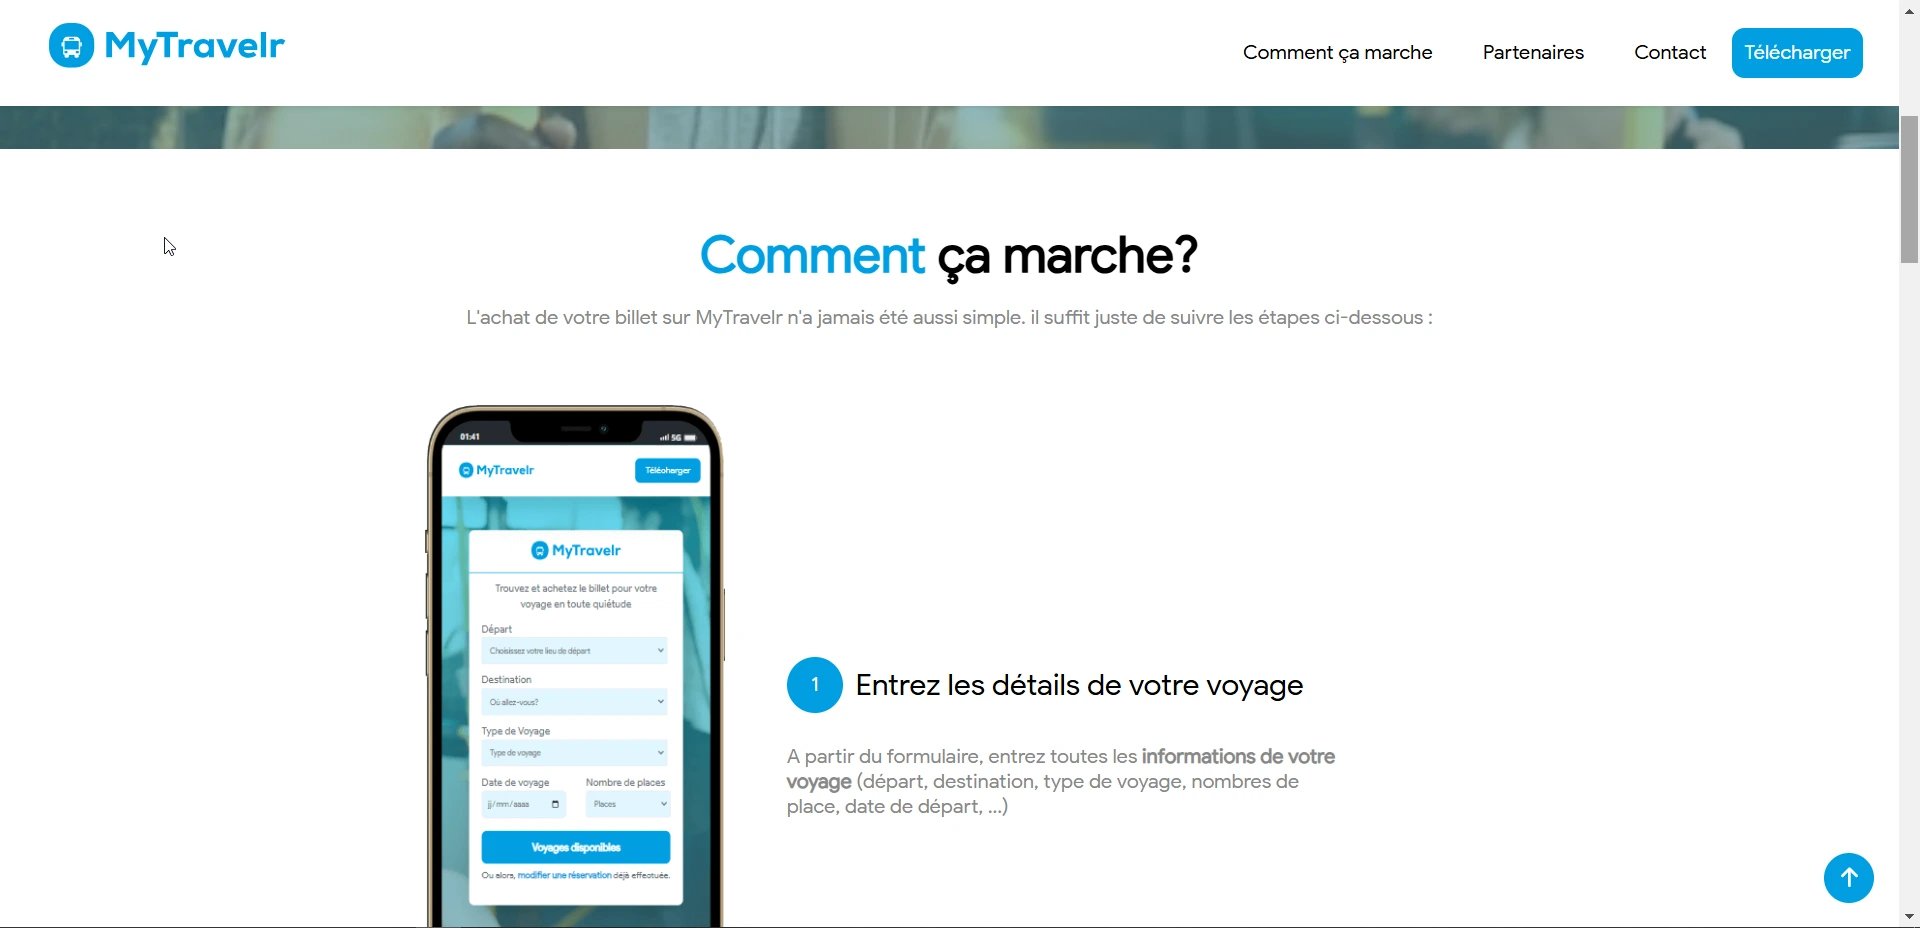 MyTravelr
Comment ça marche
Partenaires
Contact
Télécharger
Comment ça marche?
L'achat de votre billet sur MyTravelr n'a jamais été aussi simple. il suffit juste de suivre les étapes ci-dessous :
01:41
5G
MyTravelr
Télécharger
MyTravelr
Trouvez et achetez le billet pour votre
voyage en toute quiétude
Départ
Choisissez votre lieu de départ
Destination
Où allez-vous?
Type de Voyage
Type de voyage
Date de voyage
Nombre de places
jj/mm/aaaa
Places
Voyages disponibles
Ou alors, modifier une réservation déjà effectuée.
1
Entrez les détails de votre voyage
A partir du formulaire, entrez toutes les informations de votre
voyage (départ, destination, type de voyage, nombres de
place, date de départ, ...)